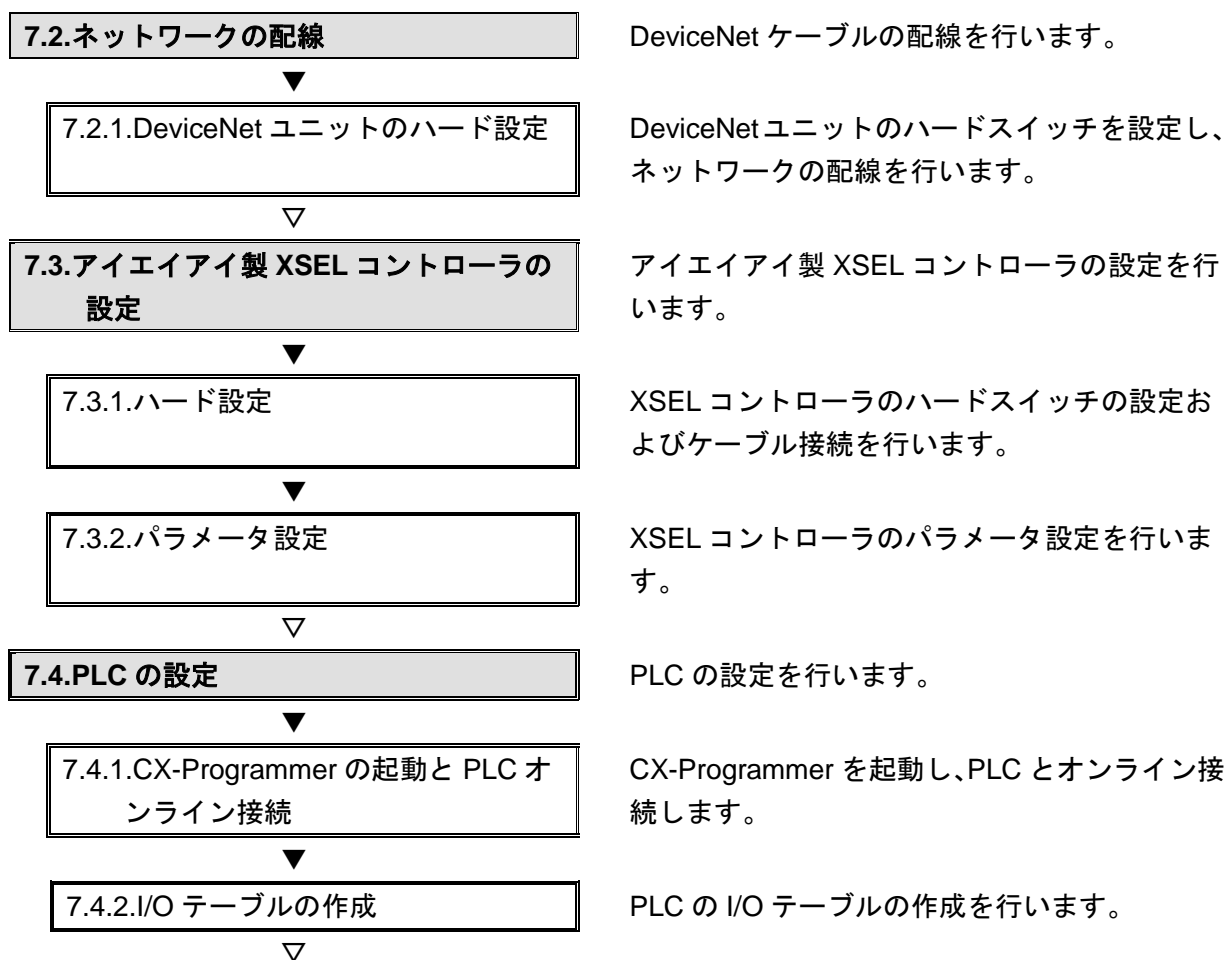 7.2.ネットワークの配線
DeviceNet ケーブルの配線を行います。
▼
7.2.1.DeviceNet ユニットのハード設定
DeviceNet ユニットのハードスイッチを設定し、
ネットワークの配線を行います。
▽
7.3.アイエイアイ製 XSEL コントローラの
設定
アイエイアイ製 XSEL コントローラの設定を行
います。
▼
7.3.1.ハード設定
XSEL コントローラのハードスイッチの設定お
よびケーブル接続を行います。
▼
7.3.2.パラメータ設定
XSEL コントローラのパラメータ設定を行いま
す。
▽
7.4.PLC の設定
PLC の設定を行います。
▼
7.4.1.CX-Programmer の起動と PLC オ
ンライン接続
CX-Programmer を起動し、PLC とオンライン接
続します。
▼
7.4.2.I/O テーブルの作成
PLC の I/O テーブルの作成を行います。
▽